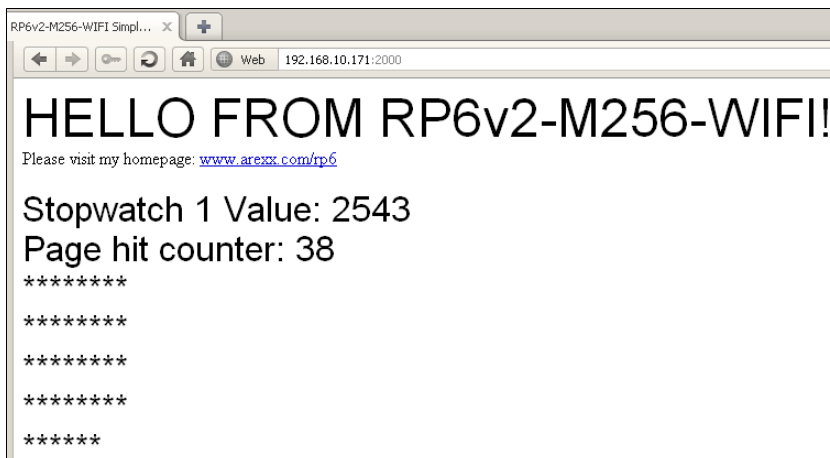 RP6v2-M256-WIFI Simpl...
Web 192.168.10.171:2000
HELLO FROM RP6v2-M256-WIFI!
Please visit my homepage: www.arexx.com/rp6
Stopwatch 1 Value: 2543
Page hit counter: 38
********
********
********
********
******